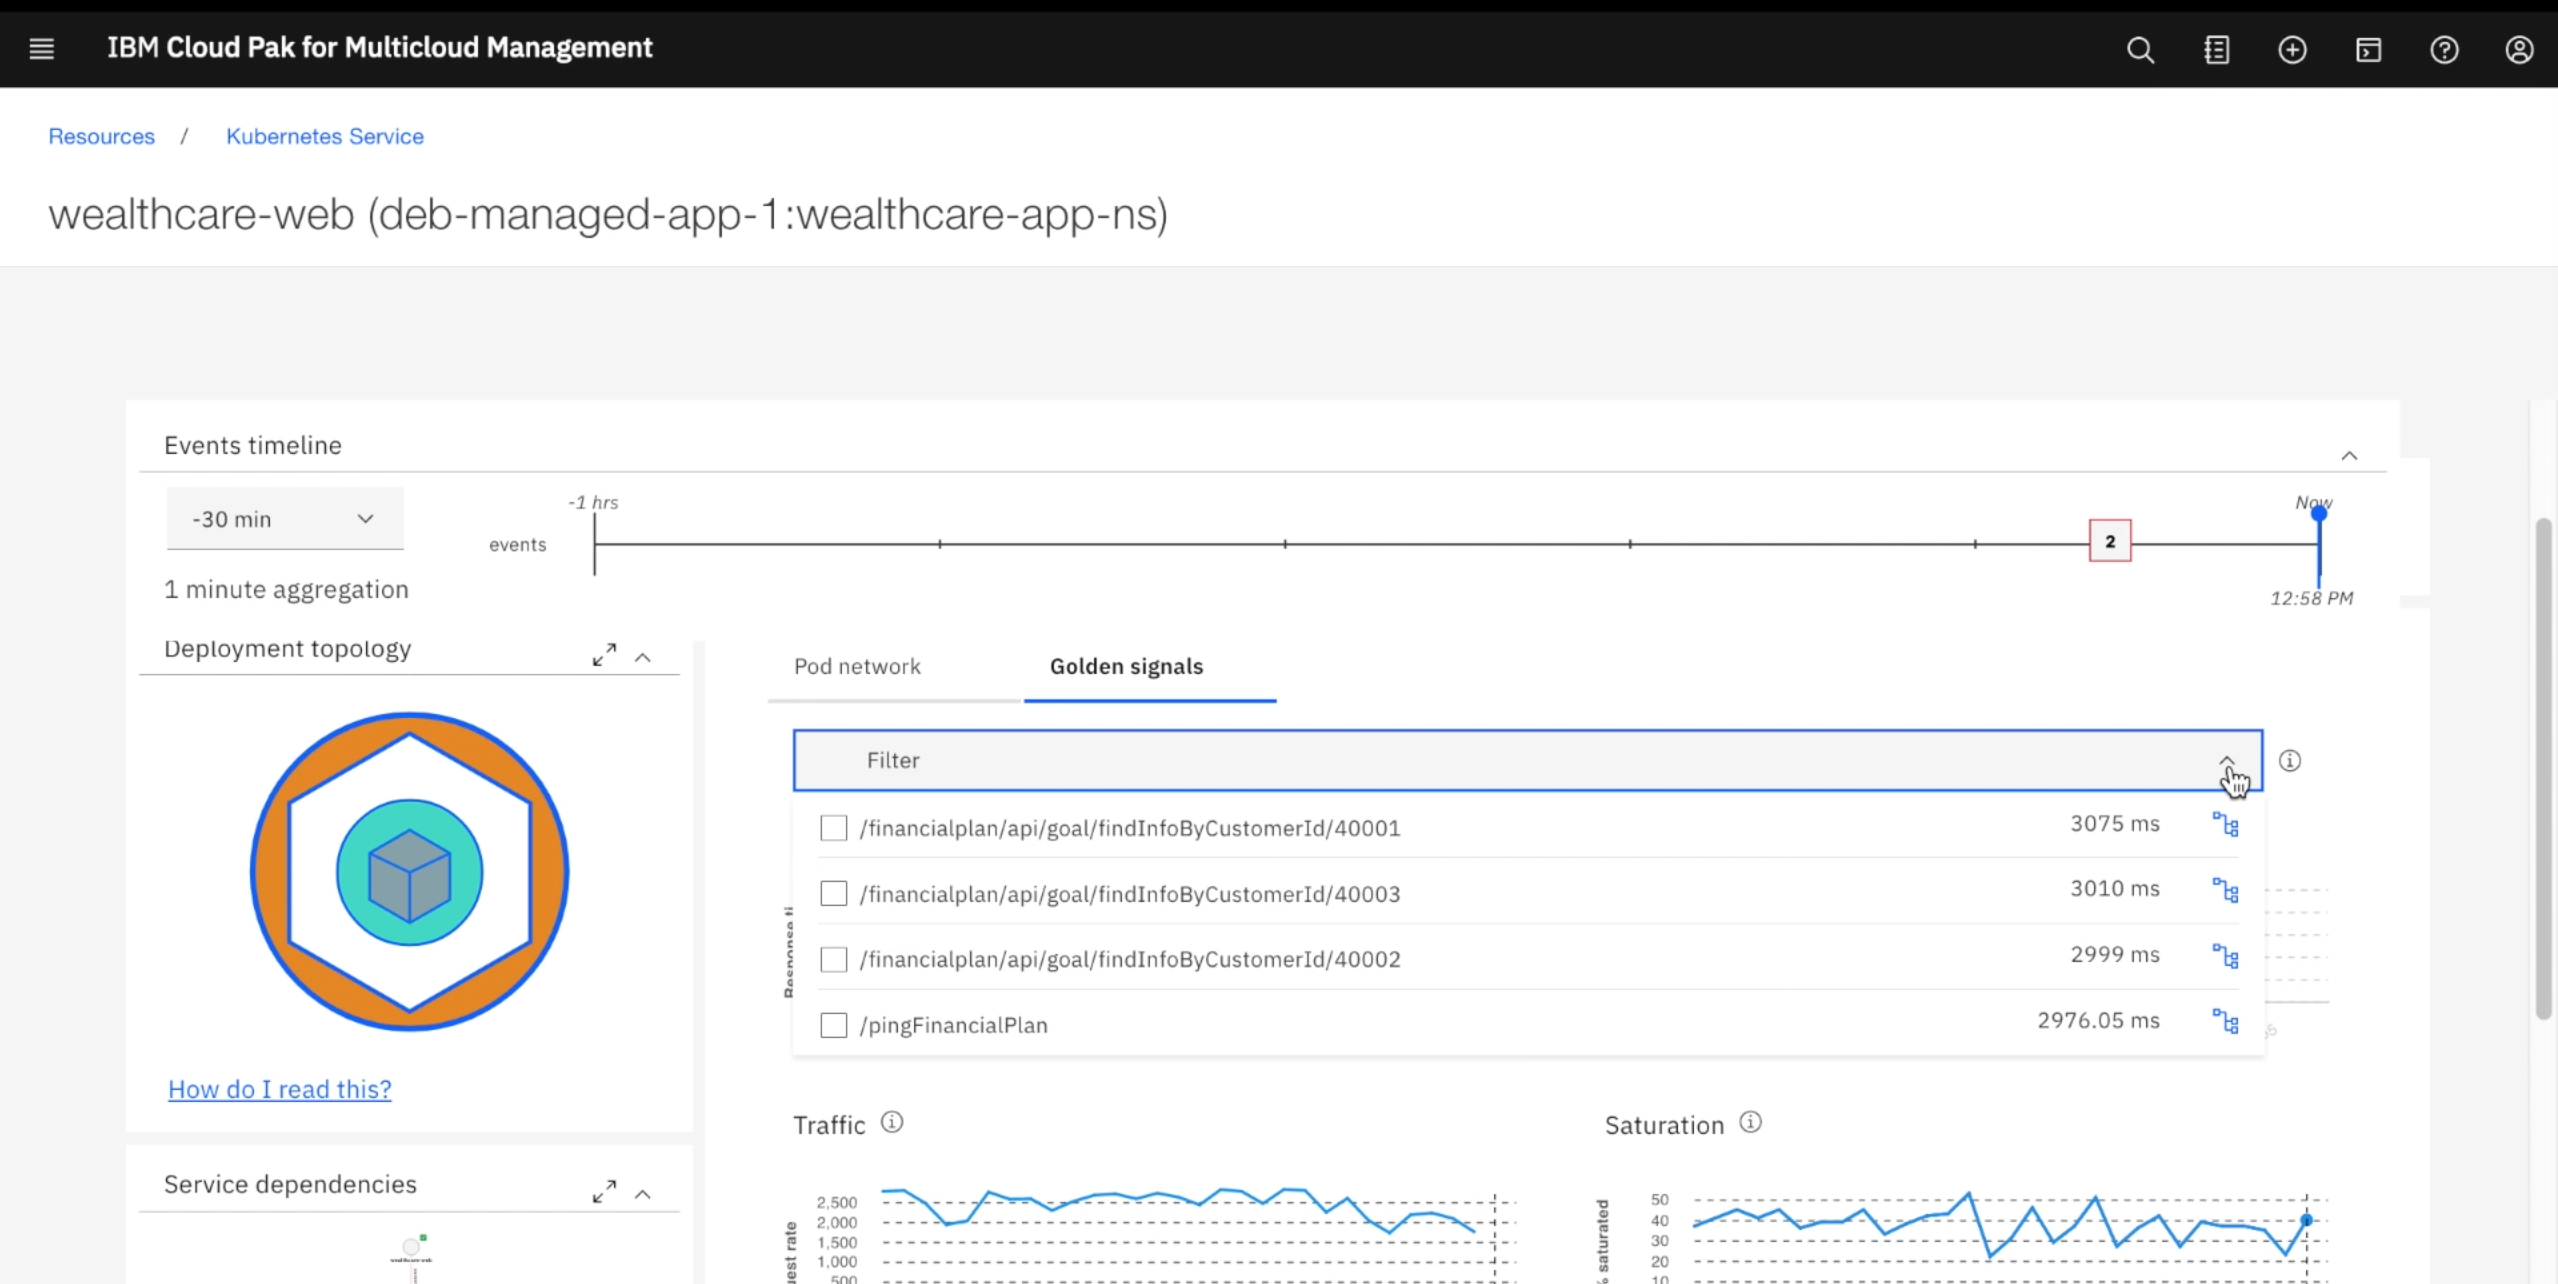 IBM Cloud Pak for Multicloud Management
Resources / Kubernetes Service
wealthcare-web (deb-managed-app-1:wealthcare-app-ns)
Events timeline
-30 min
1 minute aggregation
-1 hrs
events
2
Now
12:58 PM
Deployment topology
How do I read this?
Service dependencies
Pod network
Golden signals
Filter
/financialplan/api/goal/findInfoByCustomerId/40001 3075 ms
/financialplan/api/goal/findInfoByCustomerId/40003 3010 ms
/financialplan/api/goal/findInfoByCustomerId/40002 2999 ms
/pingFinancialPlan 2976.05 ms
Response ti
Traffic
2,500
2,000
1,500
1,000
500
Saturation
% saturated
50
40
30
20
10